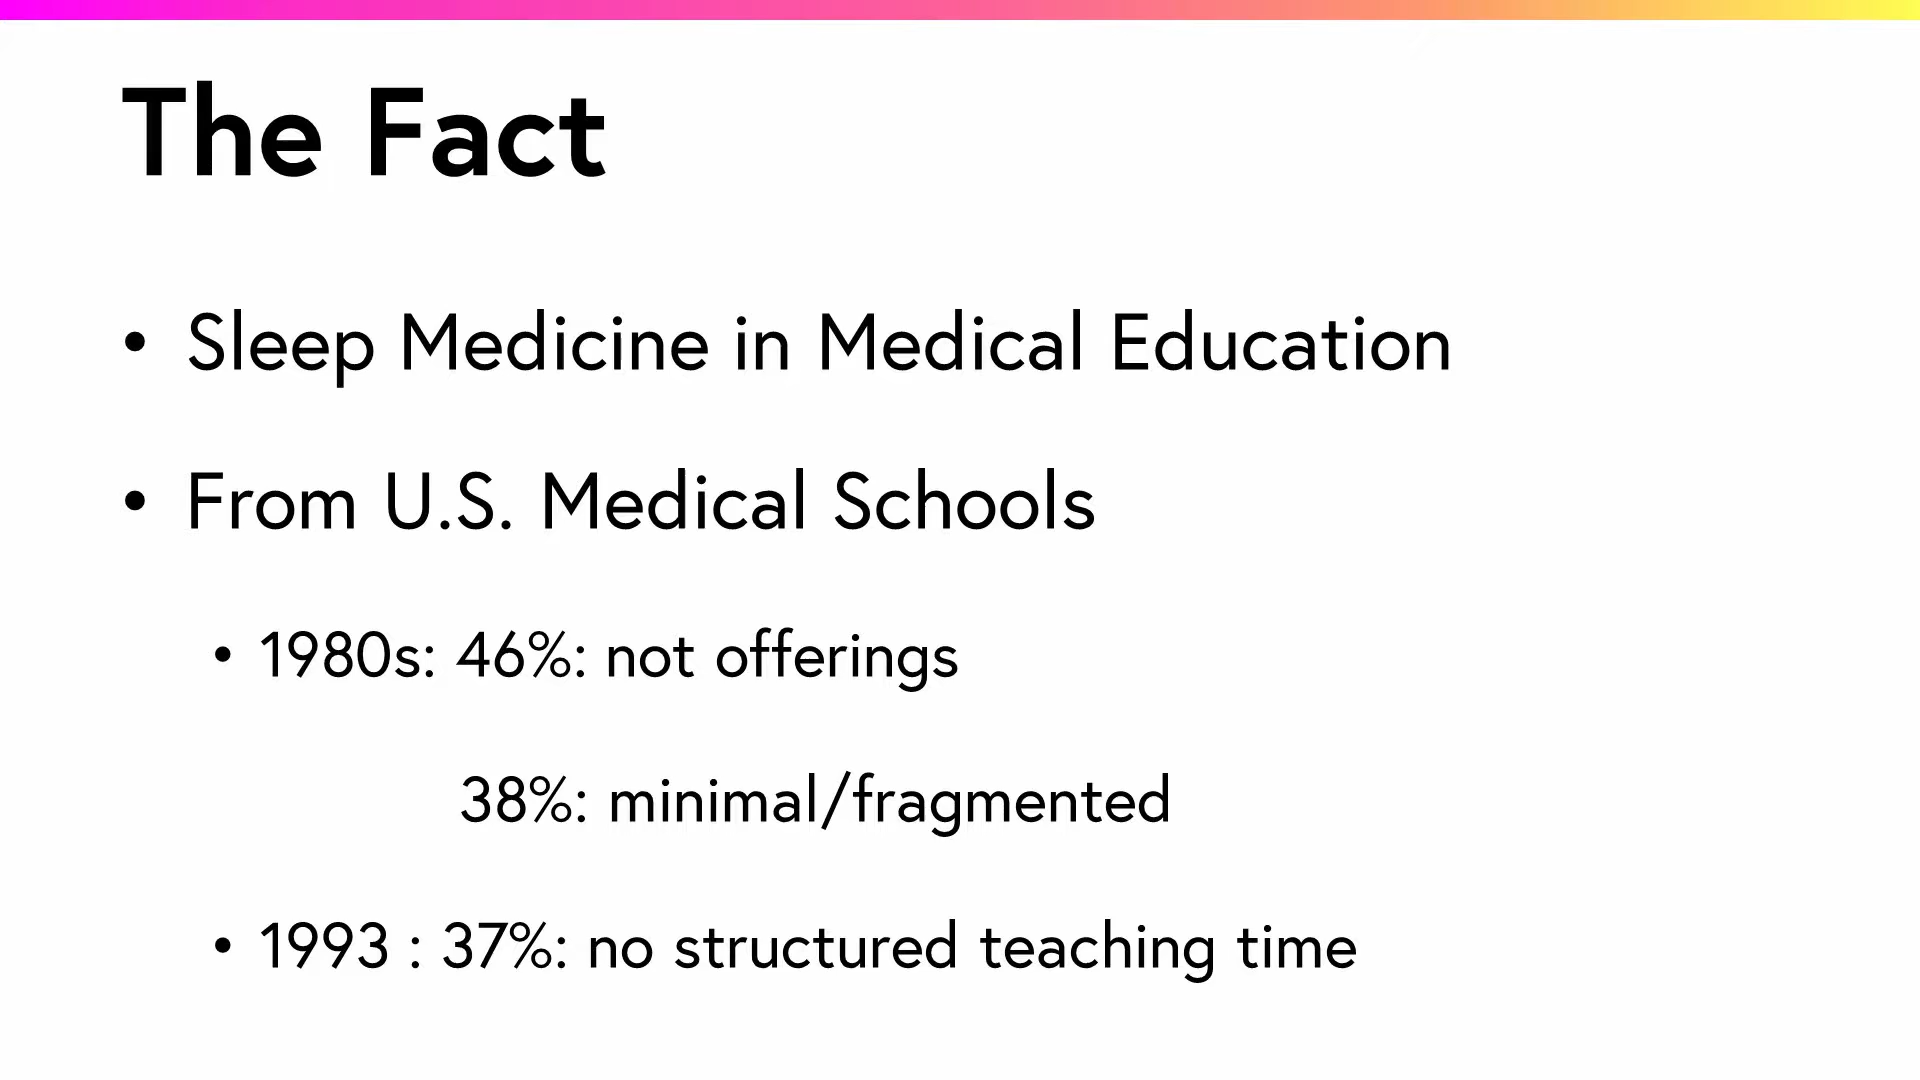 The Fact
• Sleep Medicine in Medical Education
• From U.S. Medical Schools
• 1980s: 46%: not offerings
38%: minimal/fragmented
• 1993 : 37%: no structured teaching time